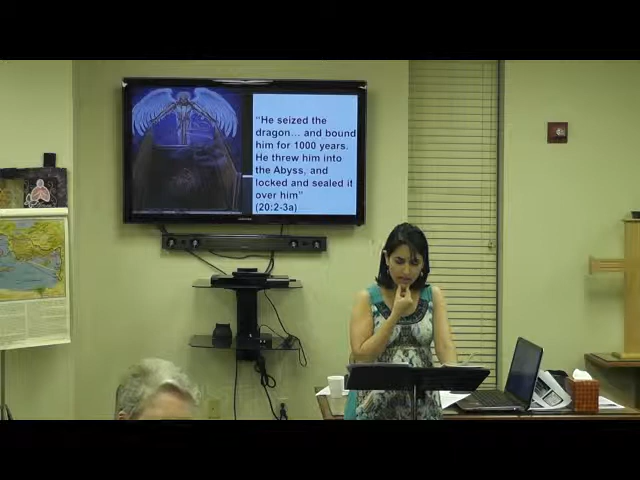 “He seized the
dragon... and bound
him for 1000 years.
He threw him into
the Abyss, and
locked and sealed it
over him”
(20:2-3a)